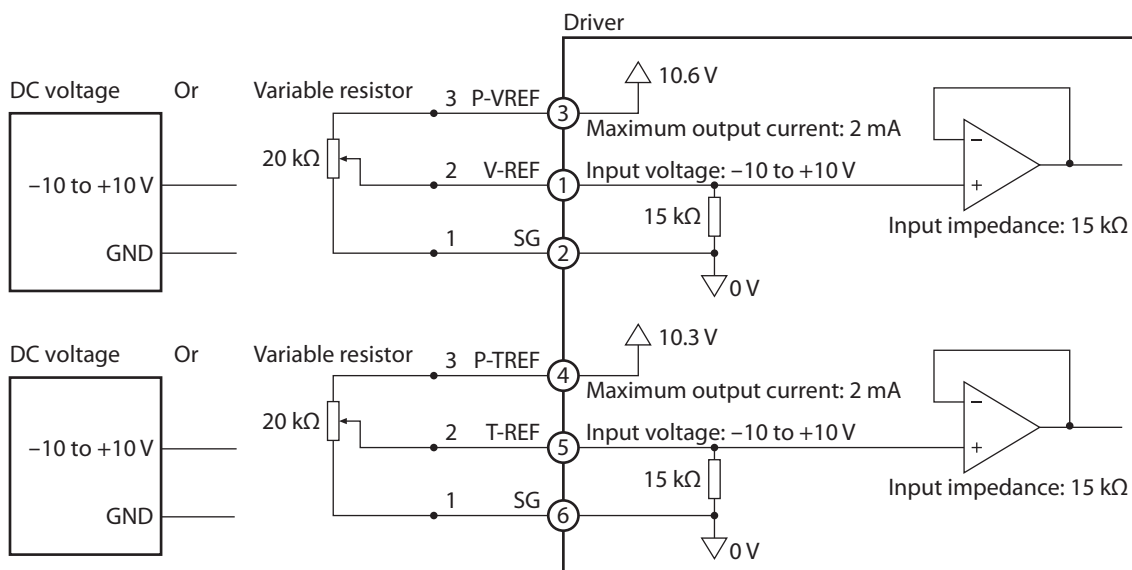 Driver
10.6 V
DC voltage Or Variable resistor 3 P-VREF 3
Maximum output current: 2 mA
20 kΩ
–10 to +10 V 2 V-REF 1 Input voltage: –10 to +10 V
– +
15 kΩ Input impedance: 15 kΩ
GND 1 SG 2
0 V
10.3 V
DC voltage Or Variable resistor 3 P-TREF 4
Maximum output current: 2 mA
20 kΩ
–10 to +10 V 2 T-REF 5 Input voltage: –10 to +10 V
– +
15 kΩ Input impedance: 15 kΩ
GND 1 SG 6
0 V